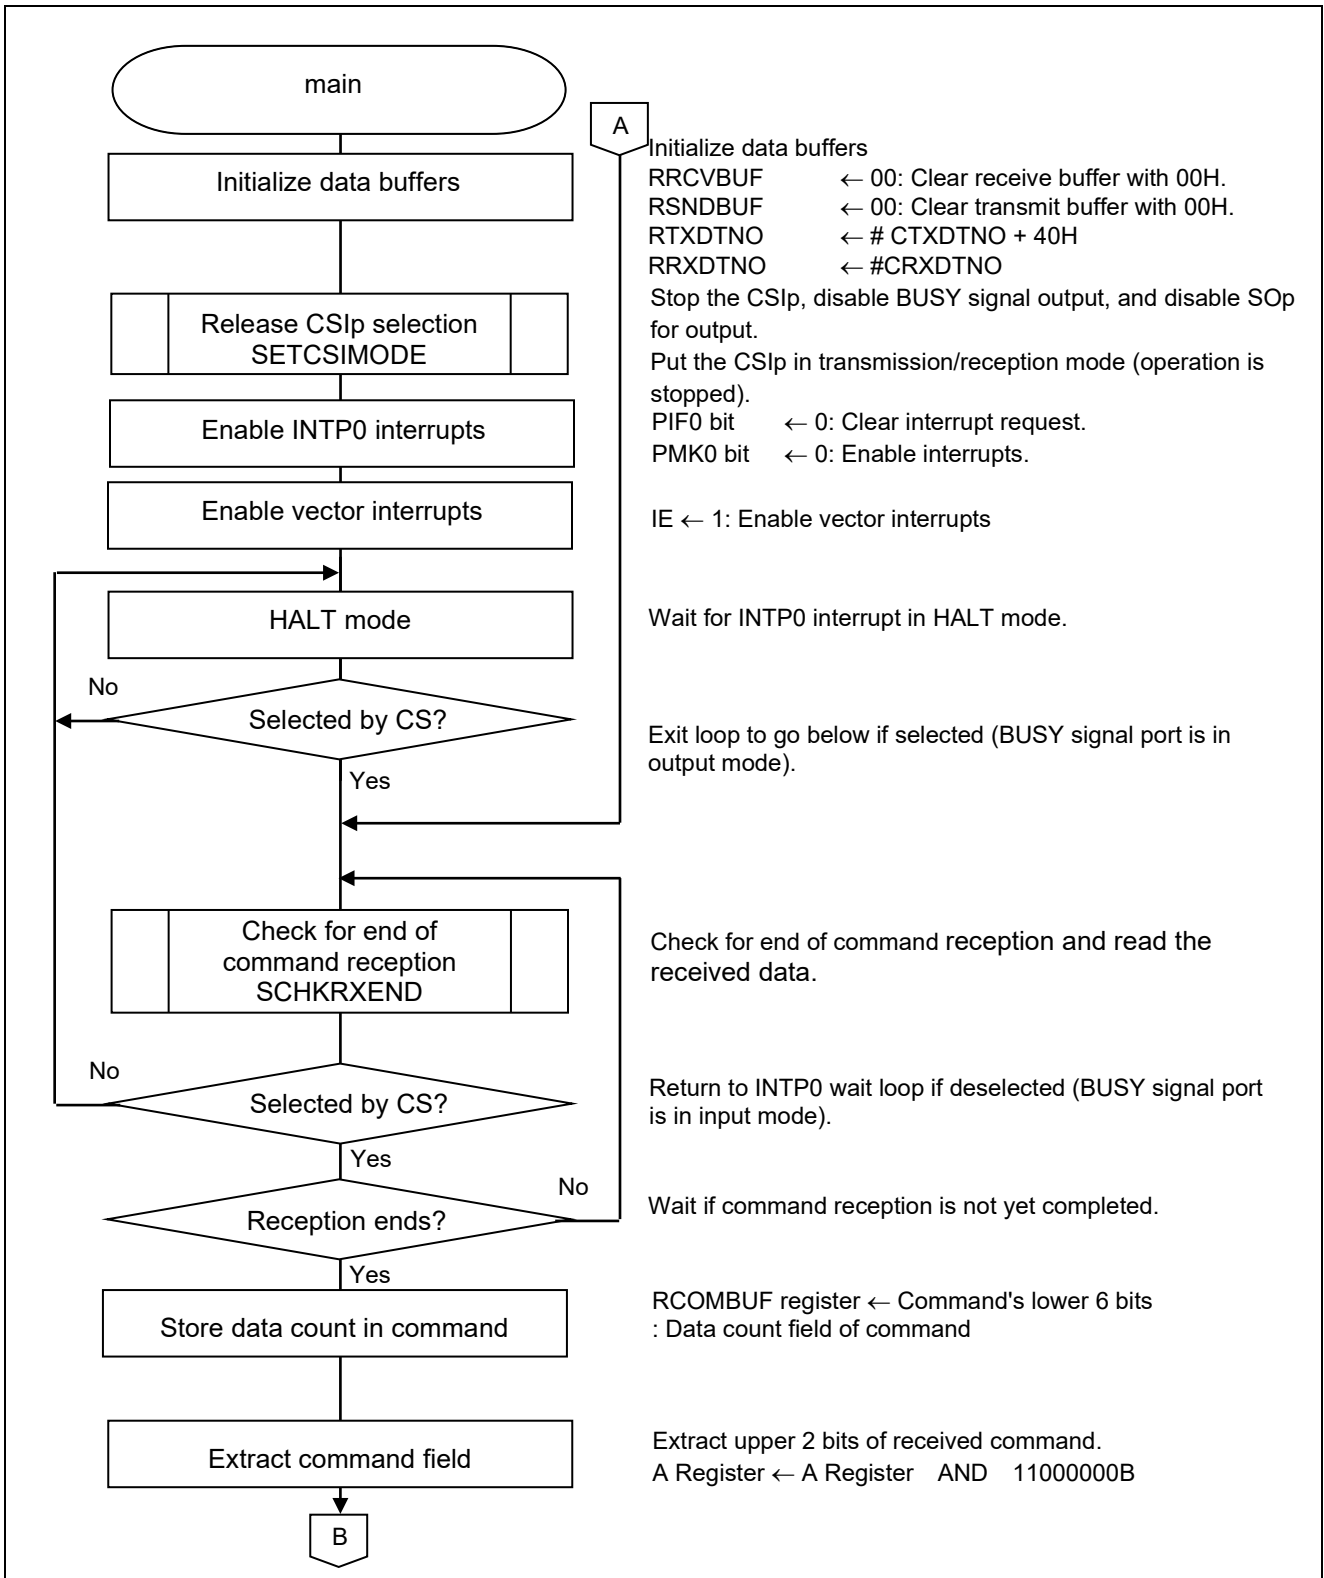 main
A
Initialize data buffers
Initialize data buffers
RRCVBUF ← 00: Clear receive buffer with 00H.
RSNDBUF ← 00: Clear transmit buffer with 00H.
RTXDTNO ← # CTXDTNO + 40H
RRXDTNO ← #CRXDTNO
Release CSIp selection
SETCSIMODE
Stop the CSIp, disable BUSY signal output, and disable SOp
for output.
Put the CSIp in transmission/reception mode (operation is
stopped).
Enable INTP0 interrupts
PIF0 bit ← 0: Clear interrupt request.
PMK0 bit ← 0: Enable interrupts.
Enable vector interrupts
IE ← 1: Enable vector interrupts
HALT mode
Wait for INTP0 interrupt in HALT mode.
No
Selected by CS?
Yes
Exit loop to go below if selected (BUSY signal port is in
output mode).
Check for end of
command reception
SCHKRXEND
Check for end of command reception and read the
received data.
No
Selected by CS?
Yes
Return to INTP0 wait loop if deselected (BUSY signal port
is in input mode).
No
Reception ends?
Yes
Wait if command reception is not yet completed.
Store data count in command
RCOMBUF register ← Command's lower 6 bits
: Data count field of command
Extract command field
Extract upper 2 bits of received command.
A Register ← A Register AND 11000000B
B